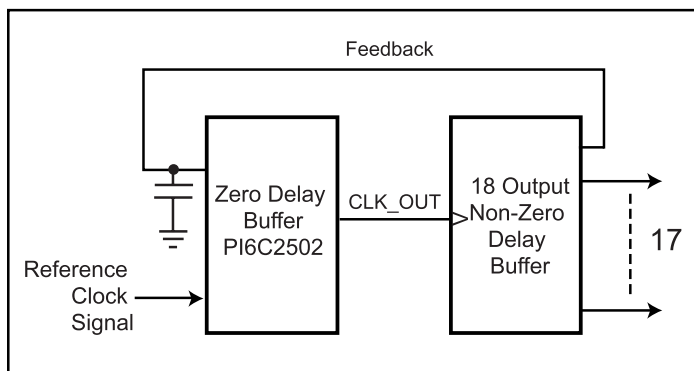 Feedback
Zero Delay
Buffer
PI6C2502
CLK_OUT
18 Output
Non-Zero
Delay
Buffer
17
Reference
Clock
Signal